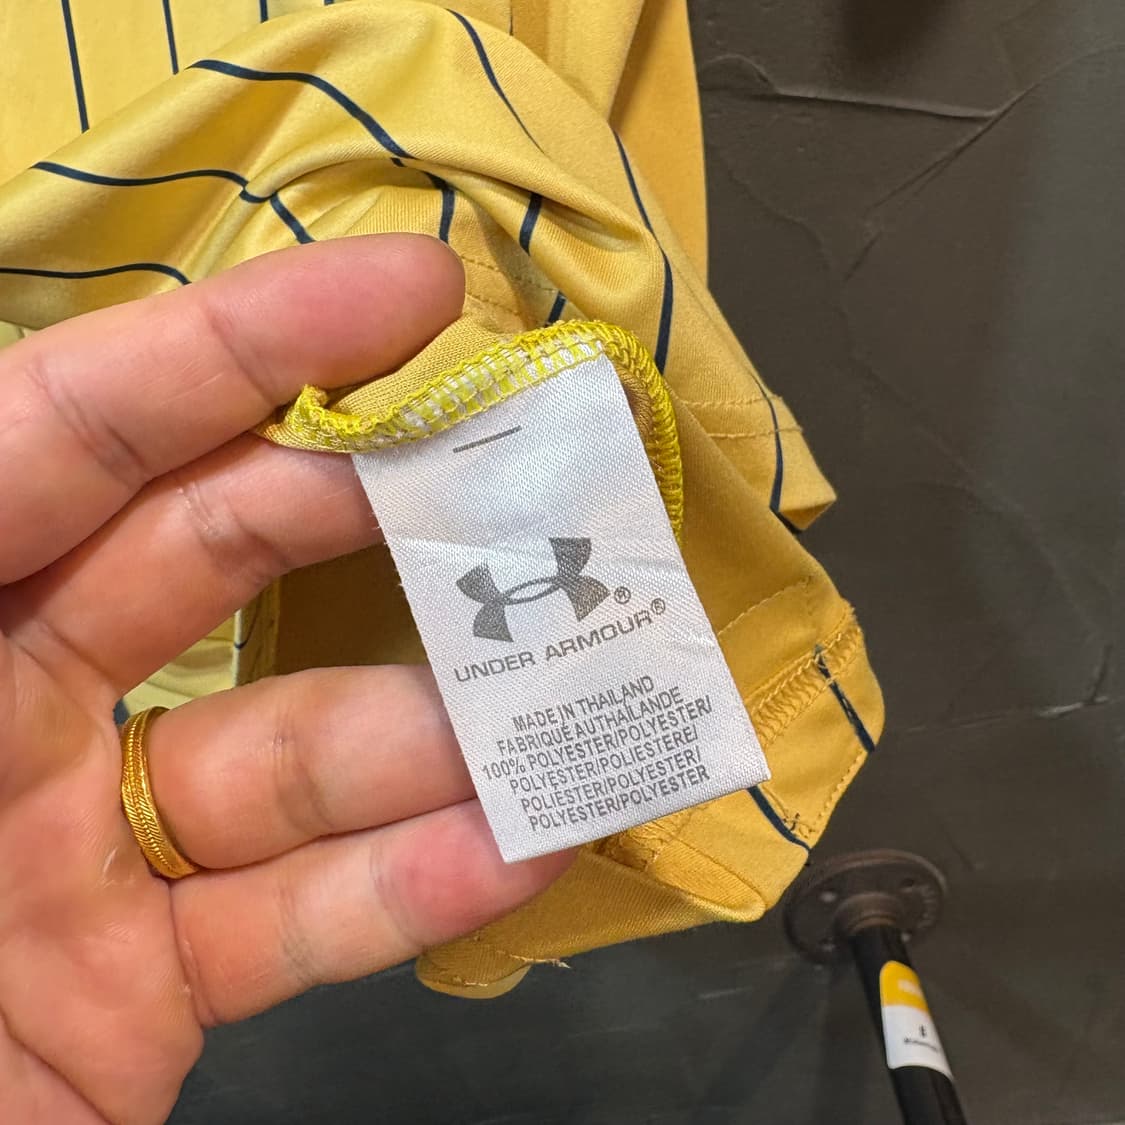 UNDER ARMOUR®
MADE IN THAILAND
FABRIQUÉ AU THAILANDE
100% POLYESTER/POLYESTER/
POLYESTER/POLIESTERE/
POLIESTER/POLYESTER/
POLYESTER/POLYESTER